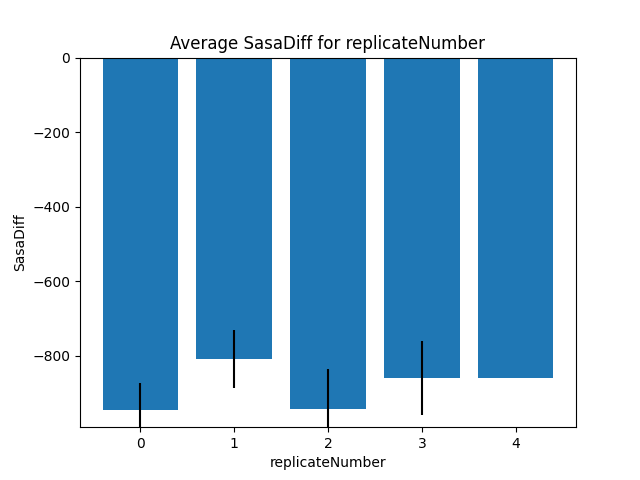 Average SasaDiff for replicateNumber
0
−200
−400
−600
−800
SasaDiff
0 1 2 3 4
replicateNumber